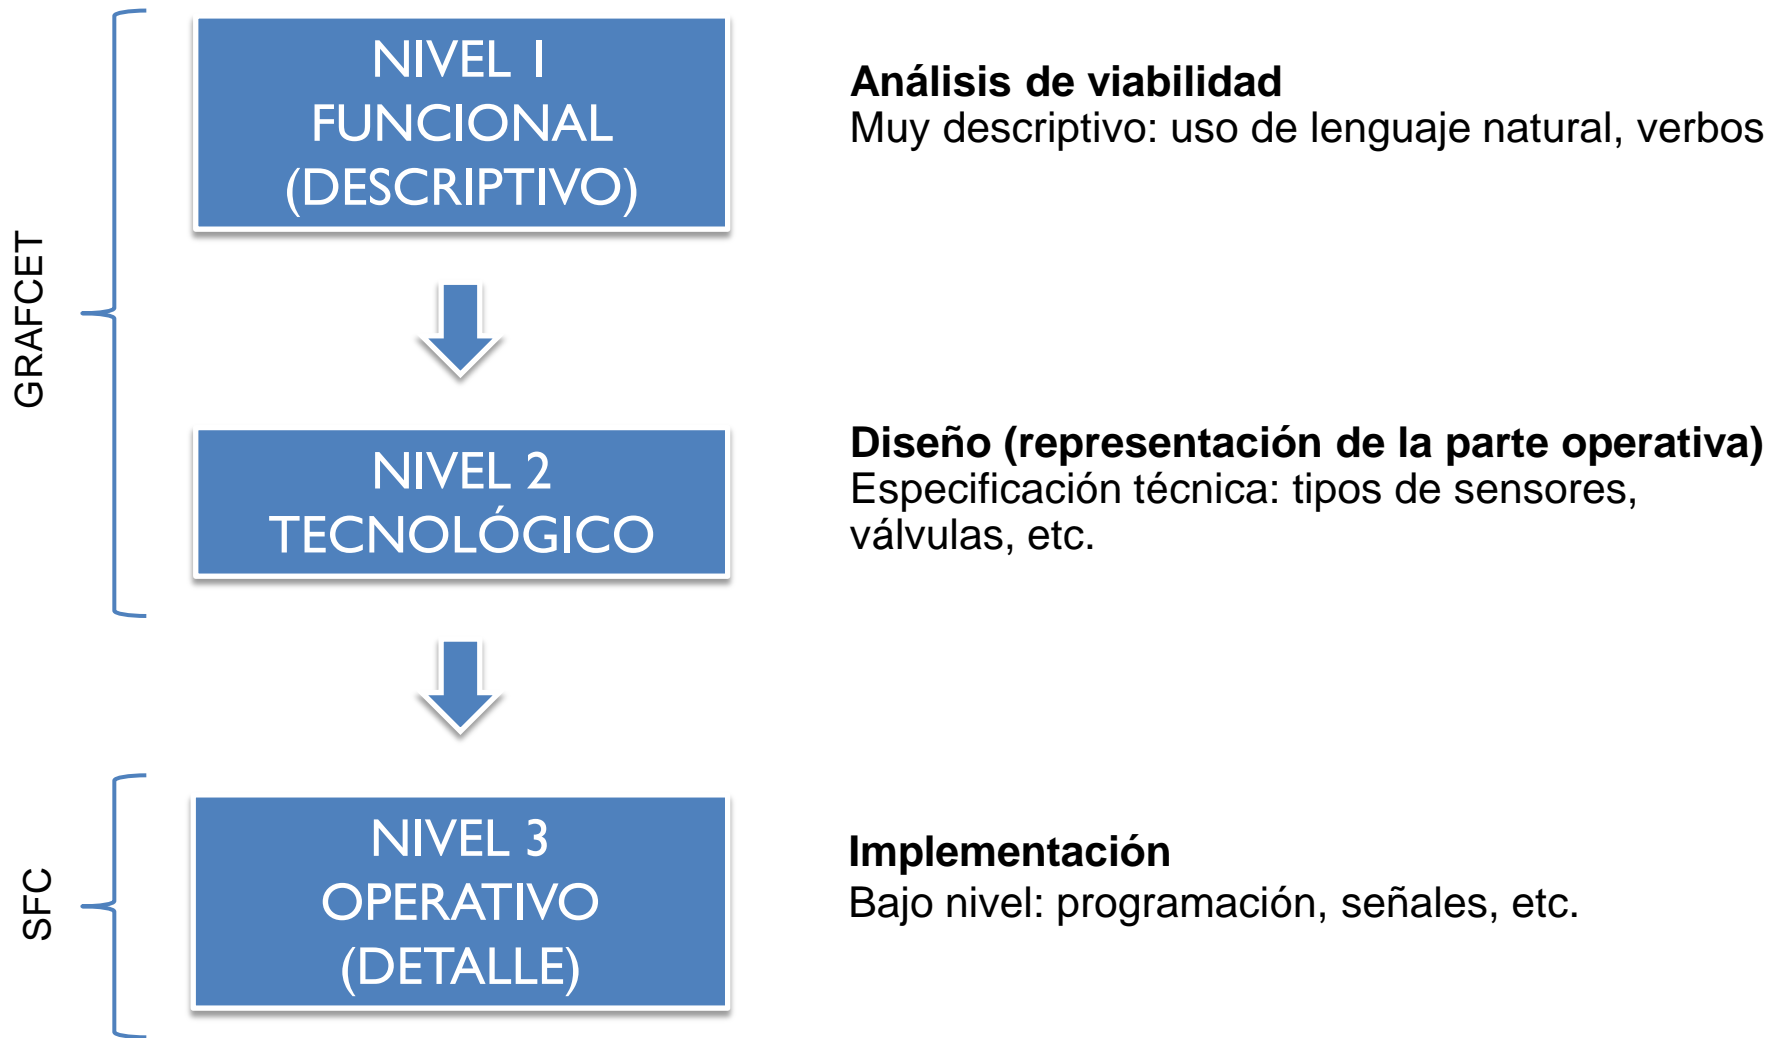 GRAFCET
NIVEL 1
FUNCIONAL
(DESCRIPTIVO)
Análisis de viabilidad
Muy descriptivo: uso de lenguaje natural, verbos
NIVEL 2
TECNOLÓGICO
Diseño (representación de la parte operativa)
Especificación técnica: tipos de sensores,
válvulas, etc.
SFC
NIVEL 3
OPERATIVO
(DETALLE)
Implementación
Bajo nivel: programación, señales, etc.